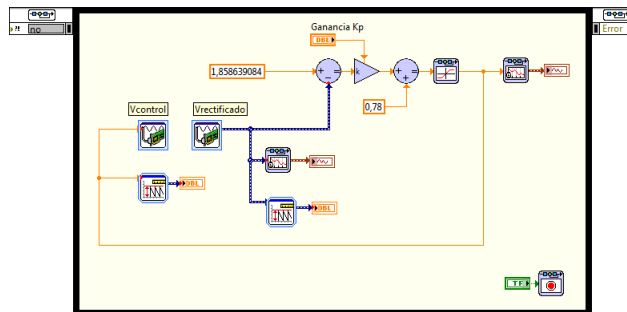 no
Error
Ganancia Kp
DBL
1,858639084
k
0,78
Vcontrol
Vrectificado
DBL
DBL
TF